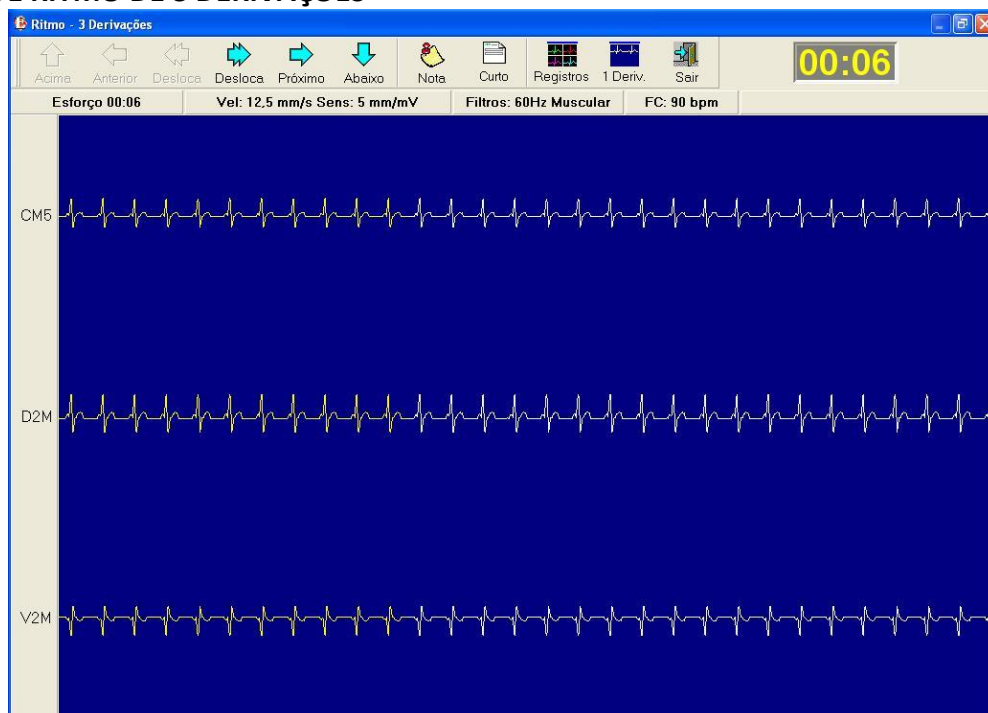 Ritmo - 3 Derivações
Acima Anterior Desloca Desloca Próximo Abaixo Nota Curto Registros 1 Deriv. Sair
00:06
Esforço 00:06 Vel: 12,5 mm/s Sens: 5 mm/mV Filtros: 60Hz Muscular FC: 90 bpm
CM5
D2M
V2M